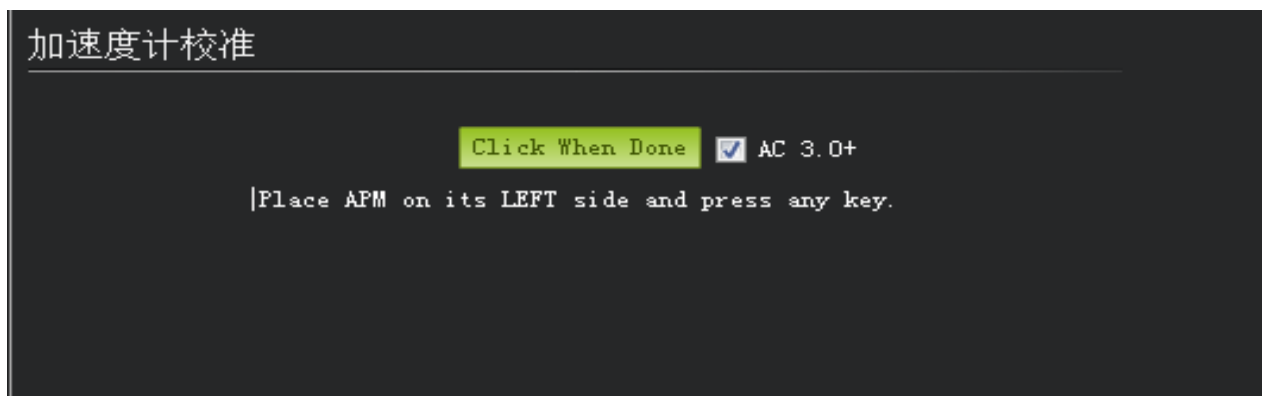 加速度计校准
Click When Done AC 3.0+
Place APM on its LEFT side and press any key.